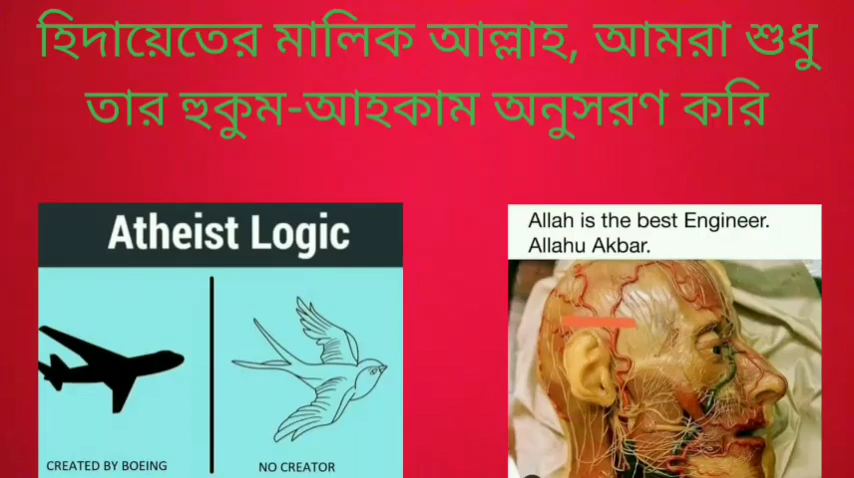 হিদায়েতের মালিক আল্লাহ, আমরা শুধু
তার হুকুম-আহকাম অনুসরণ করি
Atheist Logic
CREATED BY BOEING
NO CREATOR
Allah is the best Engineer.
Allahu Akbar.